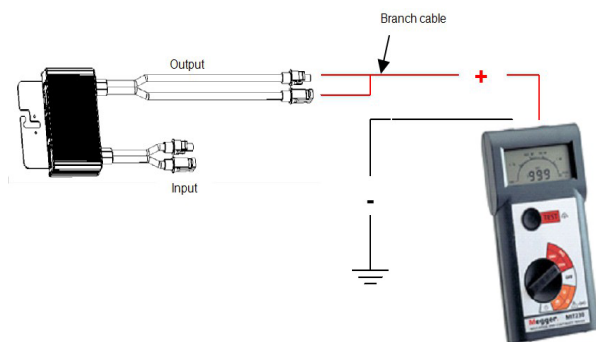 Branch cable
Output
+
Input
-
999
TEST
Megger
MIT230